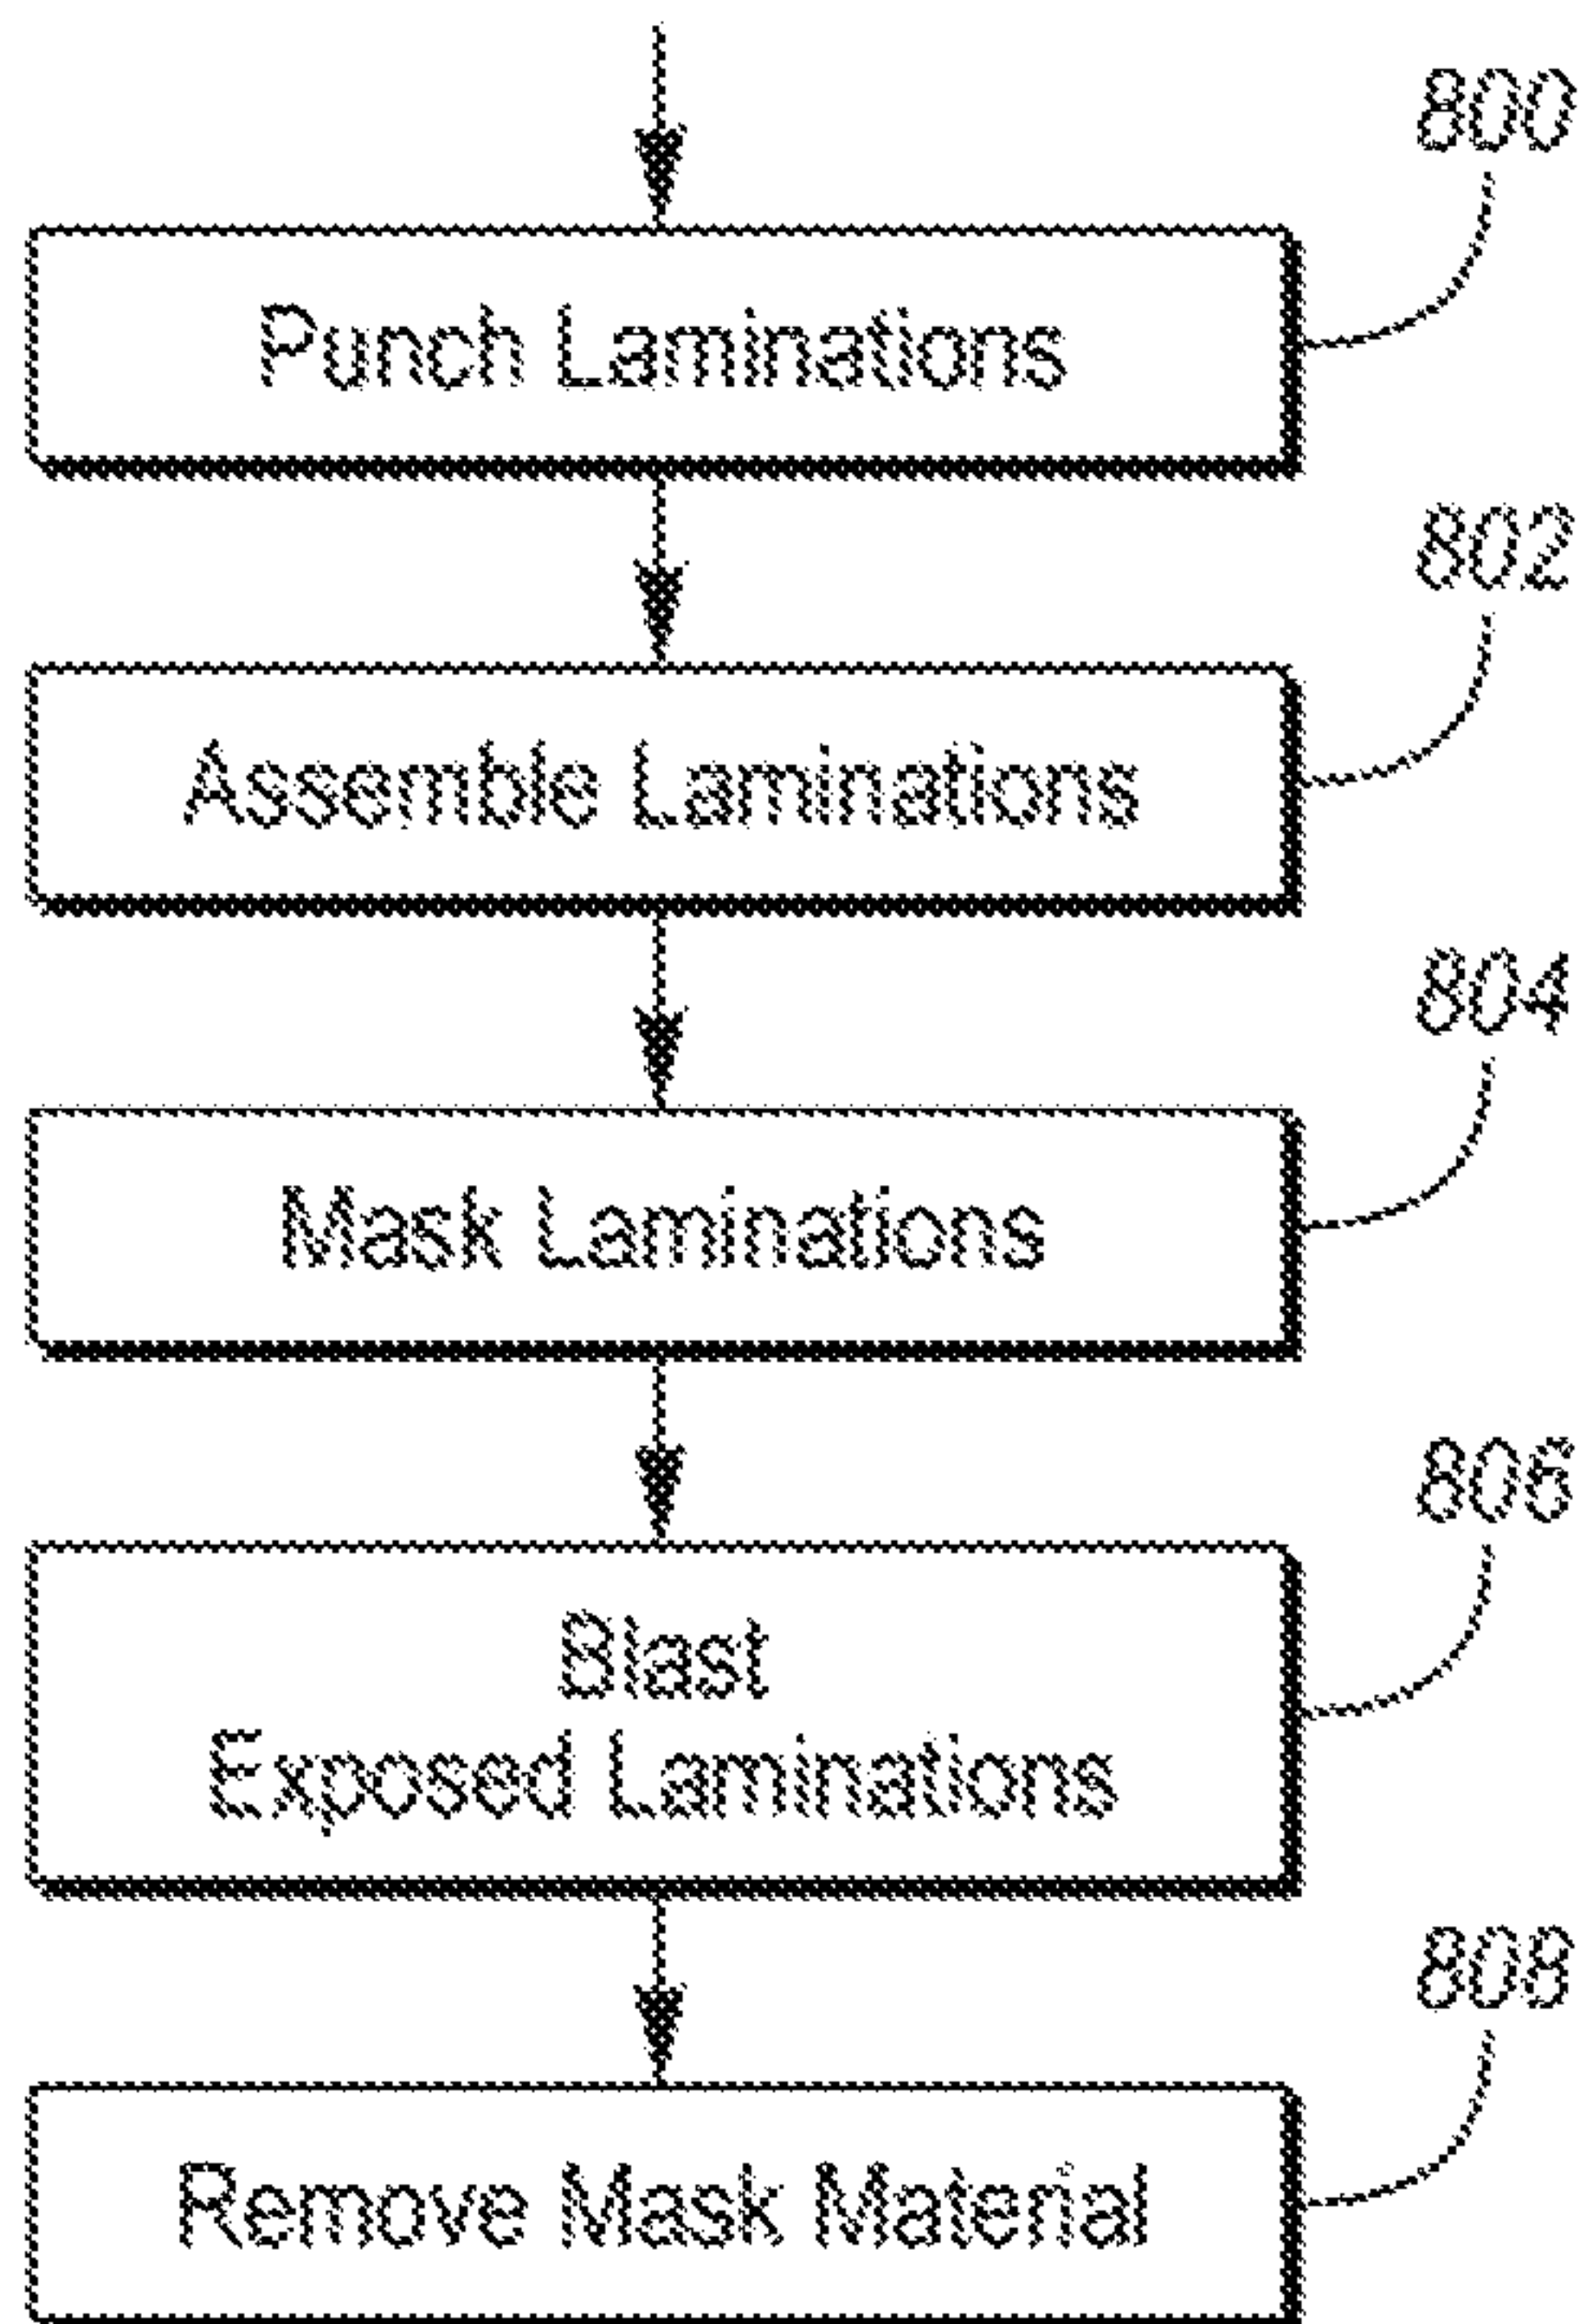 800
Punch Laminations
802
Assemble Laminations
804
Mask Laminations
806
Blast
Exposed Laminations
808
Remove Mask Material